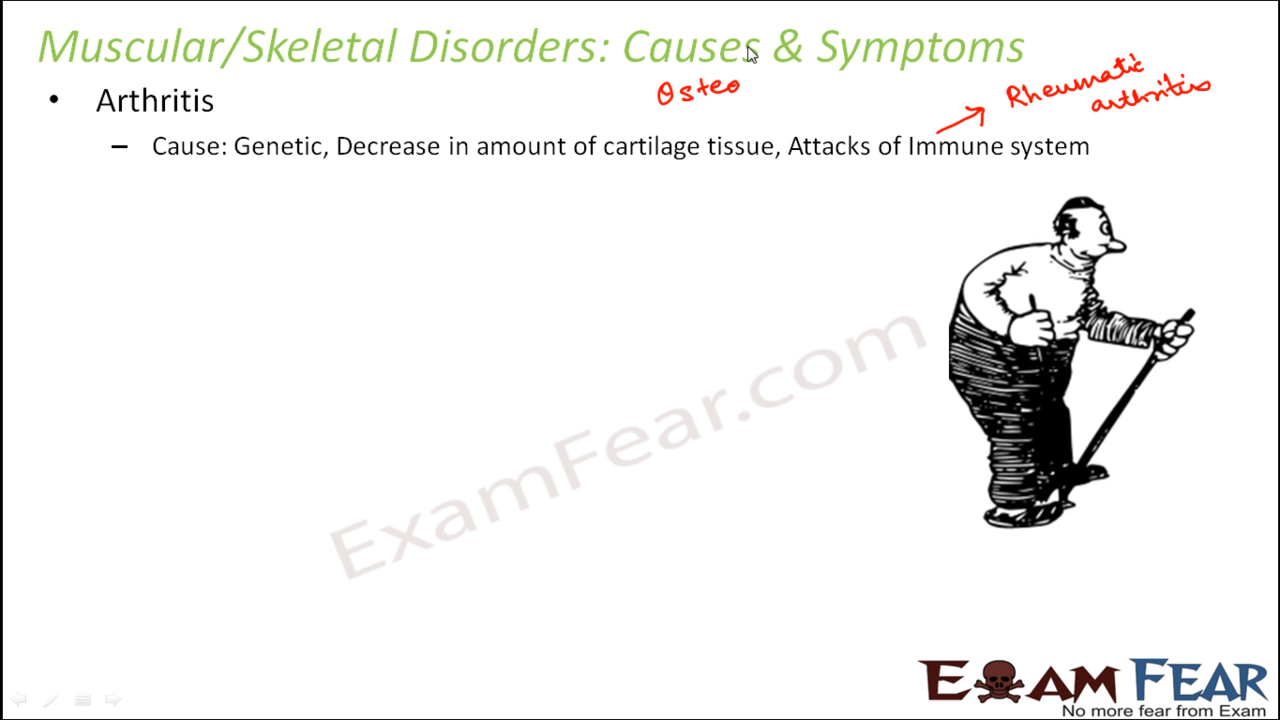 Muscular/Skeletal Disorders: Causes & Symptoms
Osteo
Rheumatic
arthritis
• Arthritis
– Cause: Genetic, Decrease in amount of cartilage tissue, Attacks of Immune system
ExamFear.com
EXAM FEAR
No more fear from Exam